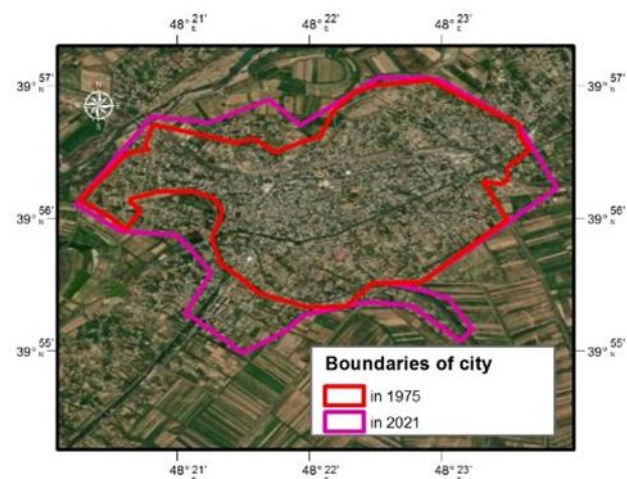 48° 21' E
48° 22' E
48° 23' E
39° 57' N
39° 57' N
N
W E
S
39° 56' N
39° 56' N
39° 55' N
39° 55' N
Boundaries of city
in 1975
in 2021
48° 21' E
48° 22' E
48° 23' E